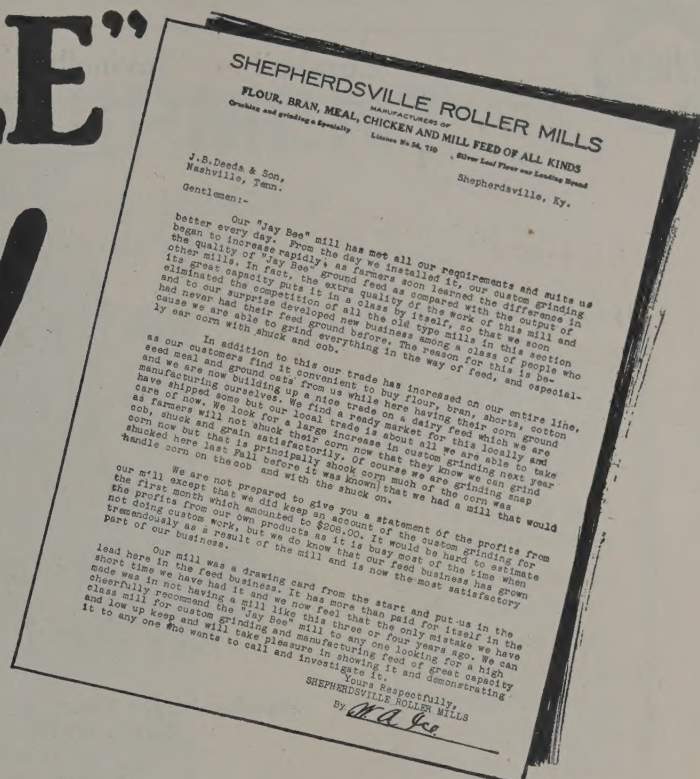 LE"
SHEPHERDSVILLE ROLLER MILLS
MANUFACTURERS OF
FLOUR, BRAN, MEAL, CHICKEN AND MILL FEED OF ALL KINDS
Crushing and grinding a Specialty License No 54, 710 Silver Leaf Flour our Leading Brand
Shepherdsville, Ky.
J.B.Deeds & Son,
Nashville, Tenn.
Gentlemen:-
Our "Jay Bee" mill has met all our requirements and suits us
better every day. From the day we installed it, our custom grinding
began to increase rapidly, as farmers soon learned the difference in
the quality of "Jay Bee" ground feed as compared with the output of
other mills. In fact, the extra quality of the work of this mill and
its great capacity puts it in a class by itself, so that we soon
eliminated the competition of all the old type mills in this section
and to our surprise developed new business among a class of people who
had never had their feed ground before. The reason for this is be-
cause we are able to grind everything in the way of feed, and especial-
ly ear corn with shuck and cob.
In addition to this our trade has increased on our entire line,
as our customers find it convenient to buy flour, bran, shorts, cotton
seed meal and ground oats from us while here having their corn ground
and we are now building up a nice trade on a dairy feed which we are
manufacturing ourselves. We find a ready market for this locally and
have shipped some but our local trade is about all we are able to take
care of now. We look for a large increase in custom grinding next year
as farmers will not shuck their corn now that they know we can grind
cob, shuck and grain satisfactorily. Of course we are grinding snap
corn now but that is principally shock corn much of the corn was
shucked here last Fall before it was known that we had a mill that would
handle corn on the cob and with the shuck on.
We are not prepared to give you a statement of the profits from
our m'll except that we did keep an account of the custom grinding for
the first month which amounted to $208.00. It would be hard to estimate
the profits from our own products as it is busy most of the time when
not doing custom work, but we do know that our feed business has grown
tremendously as a result of the mill and is now the most satisfactory
part of our business.
Our mill was a drawing card from the start and put us in the
lead here in the feed business. It has more than paid for itself in the
short time we have had it and we now feel that the only mistake we have
made was in not having a mill like this three or four years ago. We can
cheerfully recommend the "Jay Bee" mill to any one looking for a high
class mill for custom grinding and manufacturing feed of great capacity
and low up keep and will take pleasure in showing it and demonstrating
it to any one who wants to call and investigate it.
Yours Respectfully,
SHEPHERDSVILLE ROLLER MILLS
By W. A. Ice.